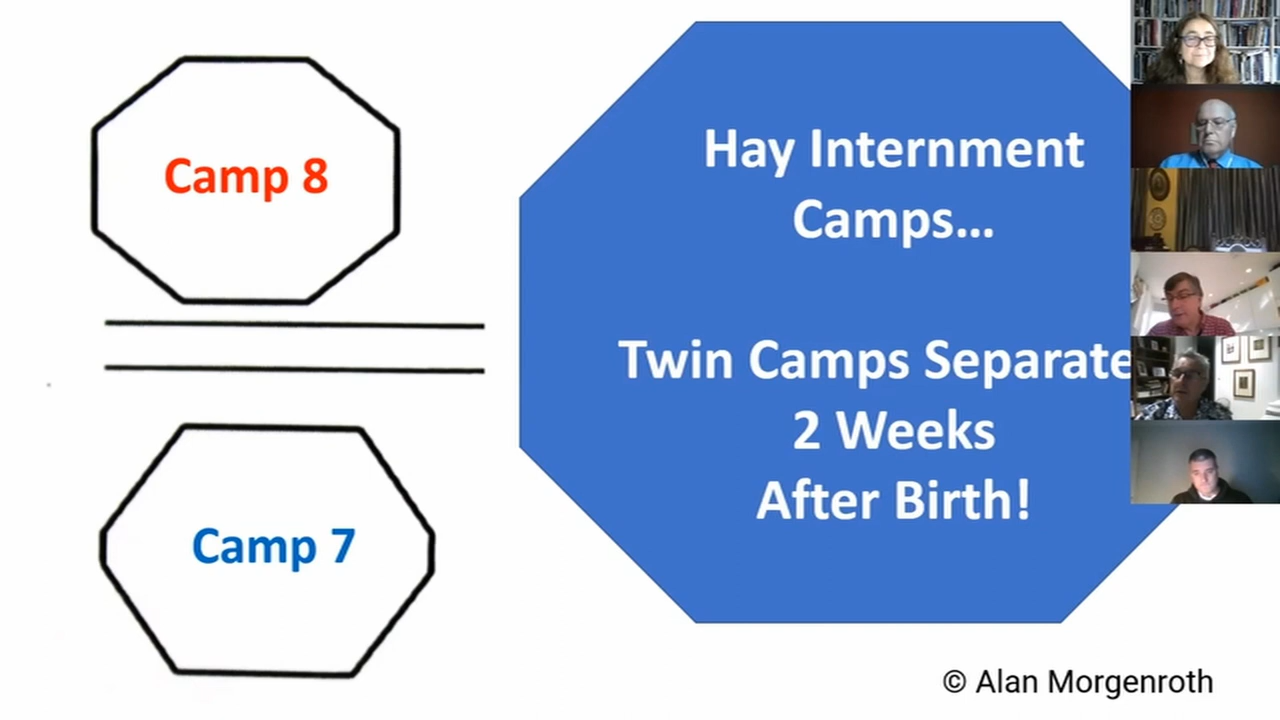 Camp 8
Camp 7
Hay Internment
Camps...
Twin Camps Separate
2 Weeks
After Birth!
© Alan Morgenroth